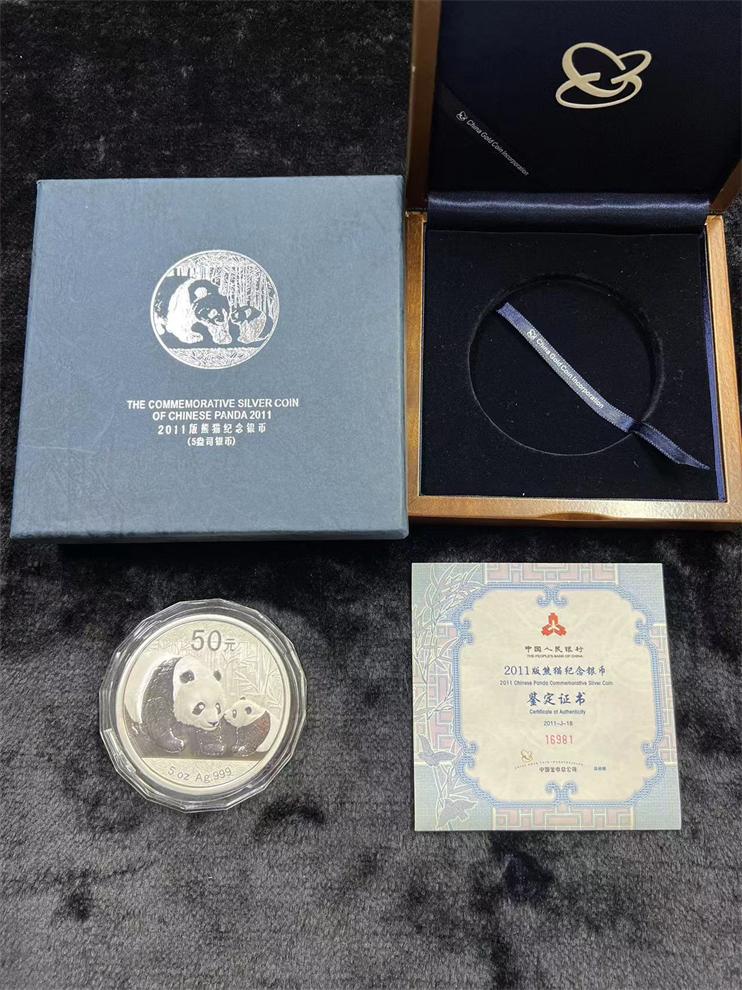 China Gold Coin Incorporation
China Gold Coin Incorporation
THE COMMEMORATIVE SILVER COIN
OF CHINESE PANDA 2011
2011版熊猫纪念银币
(5盎司银币)
50元
5 oz Ag.999
中国人民银行
THE PEOPLE'S BANK OF CHINA
2011版熊猫纪念银币
2011 Chinese Panda Commemorative Silver Coin
鉴定证书
Certificate of Authenticity
2011-J-18
16981
CHINA GOLD COIN INCORPORATION
中国金币总公司